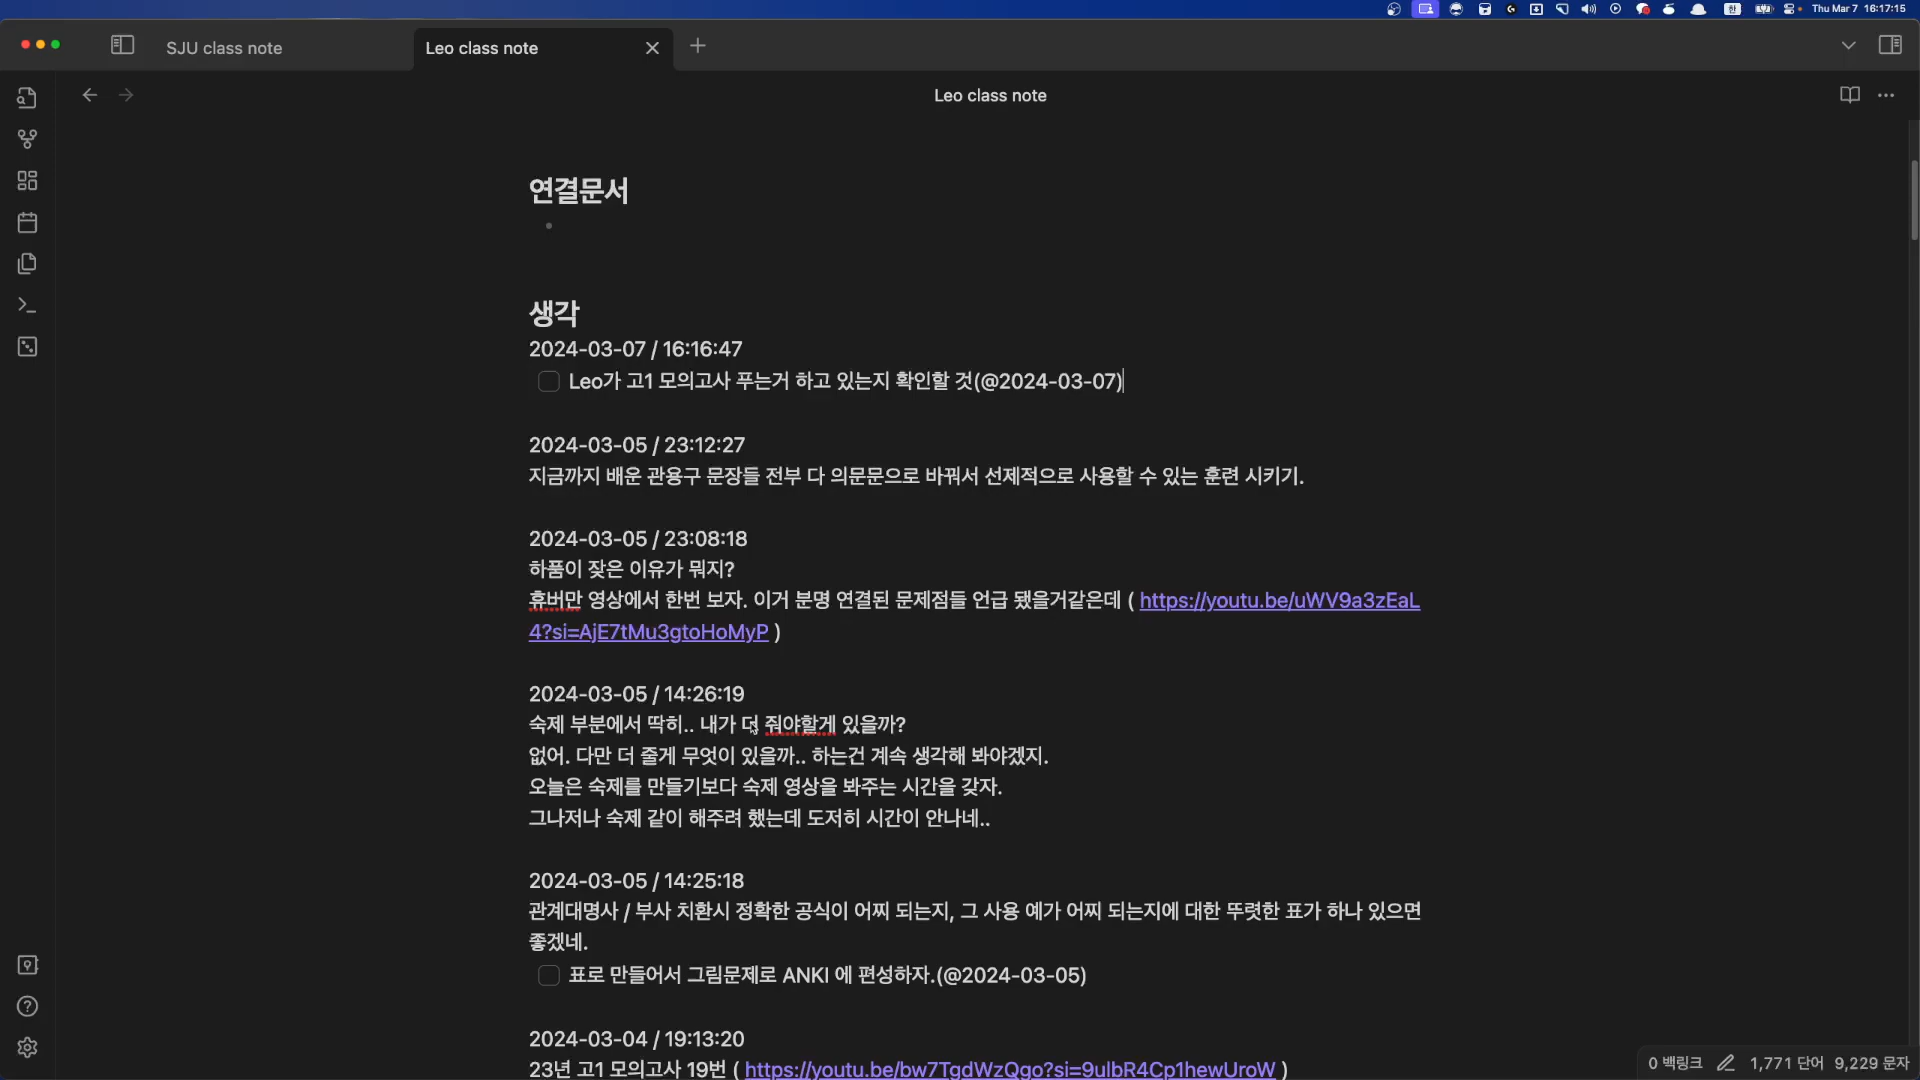 Thu Mar 7 16:17:15
SJU class note
Leo class note
Leo class note
연결문서
생각
2024-03-07 / 16:16:47
Leo가 고1 모의고사 푸는거 하고 있는지 확인할 것(@2024-03-07)
2024-03-05 / 23:12:27
지금까지 배운 관용구 문장들 전부 다 의문문으로 바꿔서 선제적으로 사용할 수 있는 훈련 시키기.
2024-03-05 / 23:08:18
하품이 잦은 이유가 뭐지?
휴버만 영상에서 한번 보자. 이거 분명 연결된 문제점들 언급 됐을거같은데 ( https://youtu.be/uWV9a3zEaL
4?si=AjE7tMu3gtoHoMyP )
2024-03-05 / 14:26:19
숙제 부분에서 딱히.. 내가 더 줘야할게 있을까?
없어. 다만 더 줄게 무엇이 있을까.. 하는건 계속 생각해 봐야겠지.
오늘은 숙제를 만들기보다 숙제 영상을 봐주는 시간을 갖자.
그나저나 숙제 같이 해주려 했는데 도저히 시간이 안나네..
2024-03-05 / 14:25:18
관계대명사 / 부사 치환시 정확한 공식이 어찌 되는지, 그 사용 예가 어찌 되는지에 대한 뚜렷한 표가 하나 있으면
좋겠네.
표로 만들어서 그림문제로 ANKI 에 편성하자.(@2024-03-05)
2024-03-04 / 19:13:20
23년 고1 모의고사 19번 ( https://youtu.be/bw7TgdWzQgo?si=9ulbR4Cp1hewUroW )
0 백링크 1,771 단어 9,229 문자